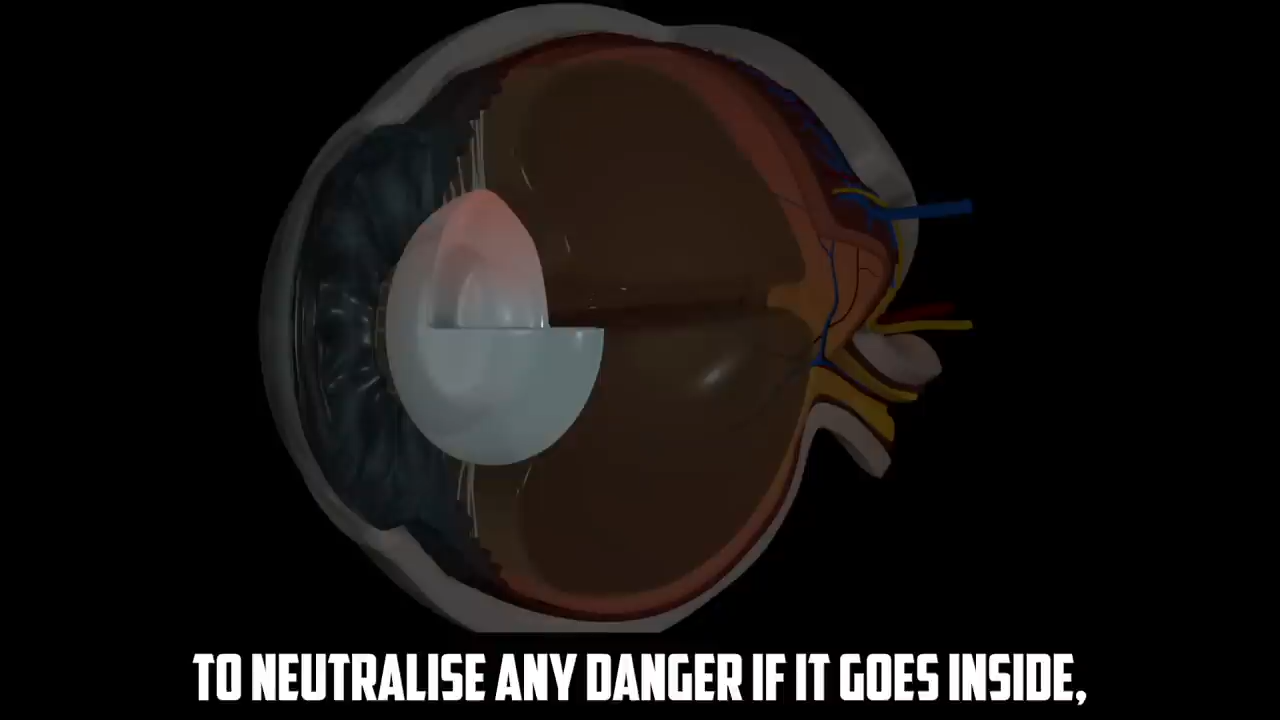 TO NEUTRALISE ANY DANGER IF IT GOES INSIDE,